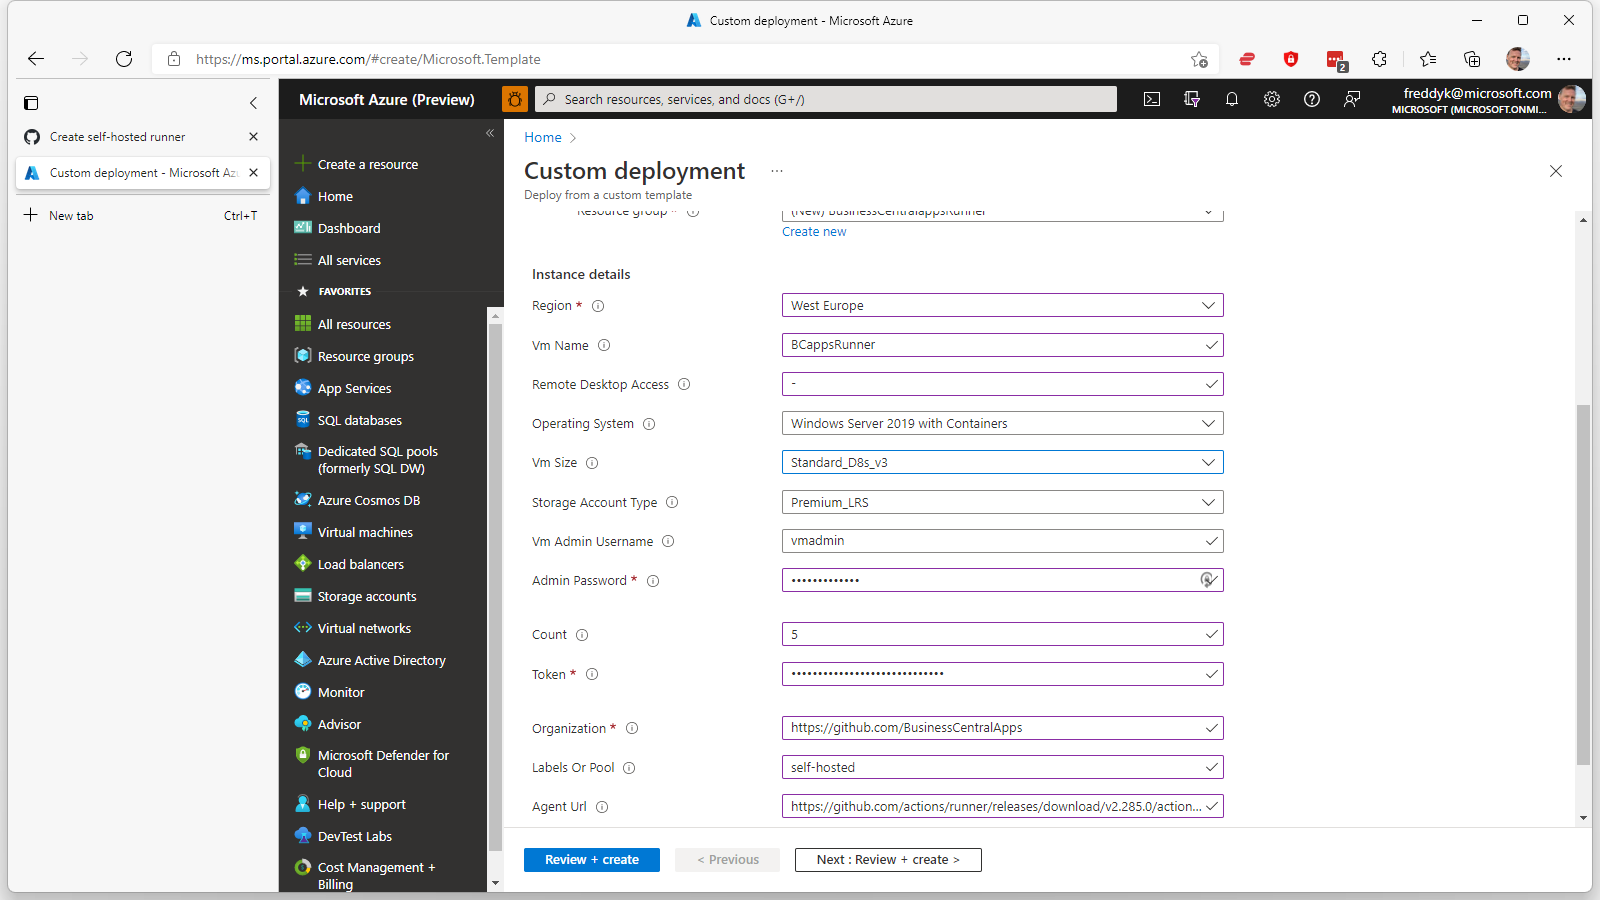 Custom deployment - Microsoft Azure
https://ms.portal.azure.com/#create/Microsoft.Template
2
Create self-hosted runner
Custom deployment - Microsoft Az
New tab Ctrl+T
Microsoft Azure (Preview)
Search resources, services, and docs (G+/)
freddyk@microsoft.com
MICROSOFT (MICROSOFT.ONMI...
Create a resource
Home
Dashboard
All services
FAVORITES
All resources
Resource groups
App Services
SQL databases
Dedicated SQL pools
(formerly SQL DW)
Azure Cosmos DB
Virtual machines
Load balancers
Storage accounts
Virtual networks
Azure Active Directory
Monitor
Advisor
Microsoft Defender for
Cloud
Help + support
DevTest Labs
Cost Management +
Billing
Home >
Custom deployment ...
Deploy from a custom template
Resource group * (New) BusinessCentralappsRunner
Create new
Instance details
Region * West Europe
Vm Name BCappsRunner
Remote Desktop Access -
Operating System Windows Server 2019 with Containers
Vm Size Standard_D8s_v3
Storage Account Type Premium_LRS
Vm Admin Username vmadmin
Admin Password * •••••••••••••
Count 5
Token * •••••••••••••••••••••••••••••
Organization * https://github.com/BusinessCentralApps
Labels Or Pool self-hosted
Agent Url https://github.com/actions/runner/releases/download/v2.285.0/action...
Review + create
< Previous
Next : Review + create >